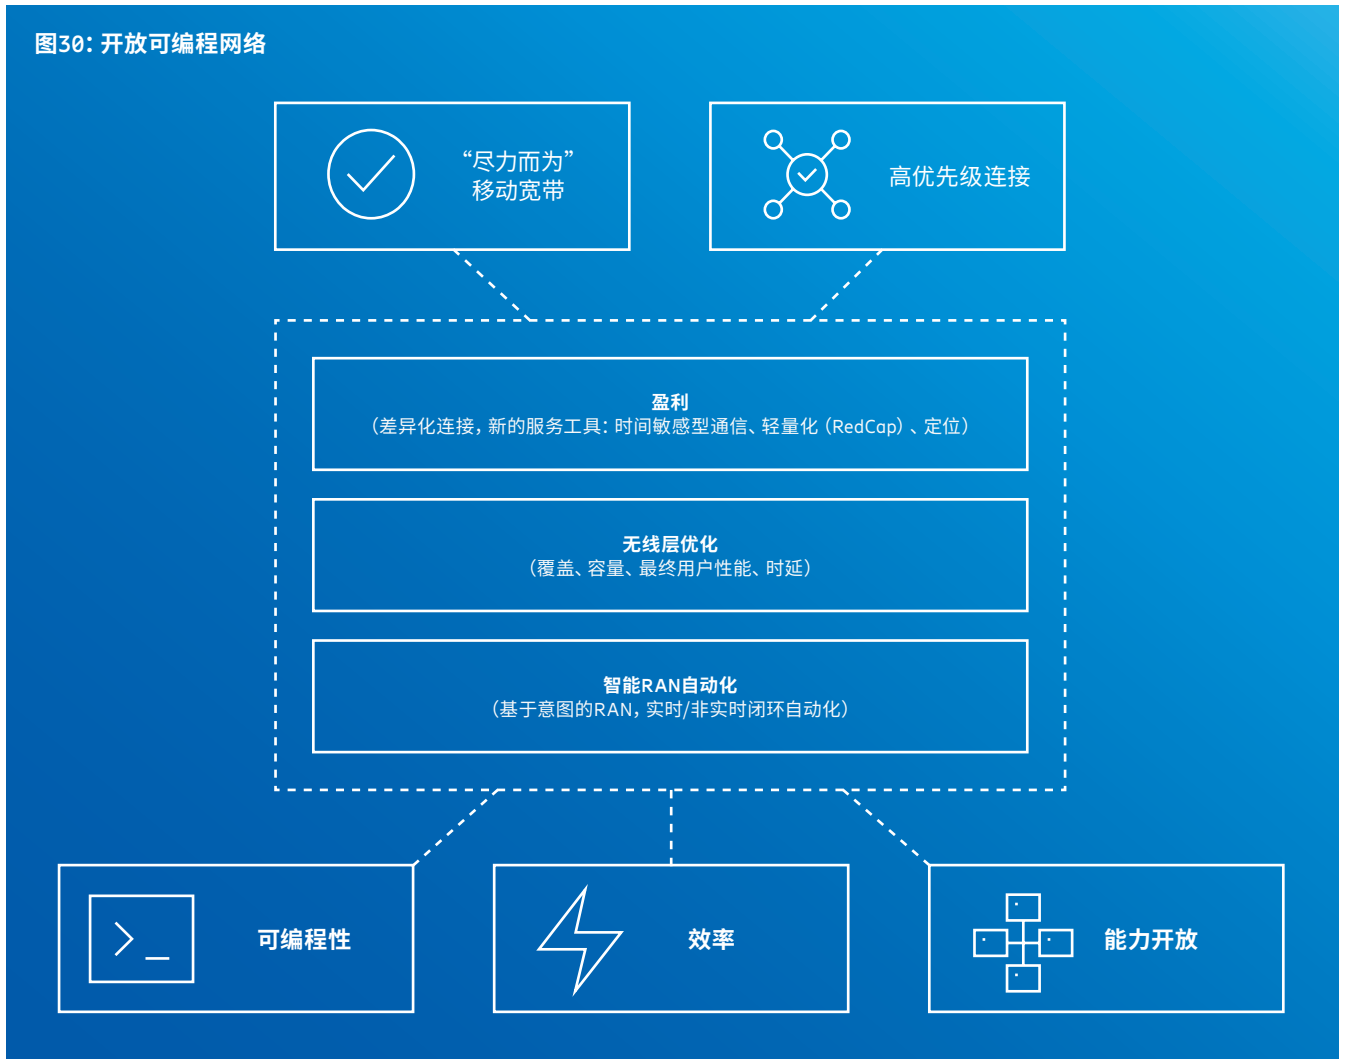 图30：开放可编程网络
“尽力而为”
移动宽带
高优先级连接
盈利
（差异化连接，新的服务工具：时间敏感型通信、轻量化（RedCap）、定位）
无线层优化
（覆盖、容量、最终用户性能、时延）
智能RAN自动化
（基于意图的RAN，实时/非实时闭环自动化）
可编程性
效率
能力开放